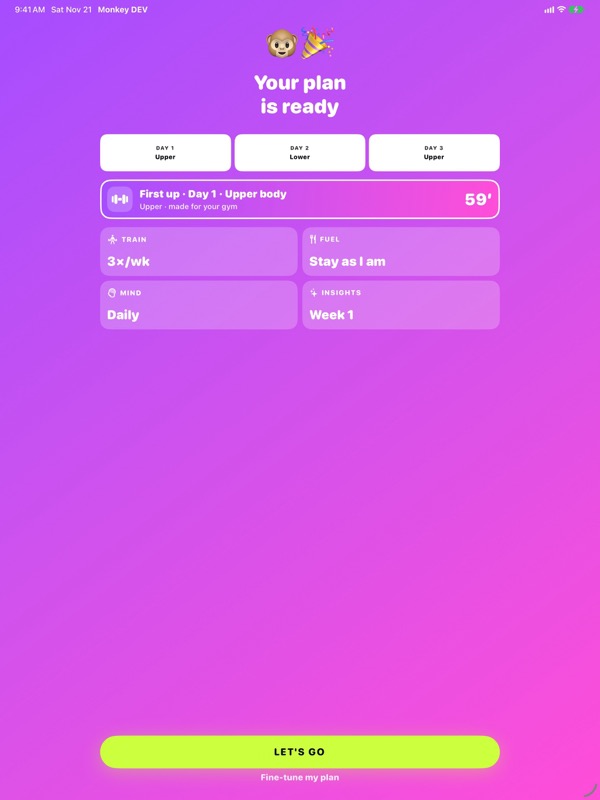 9:41 AM Sat Nov 21 Monkey DEV
Your plan
is ready
DAY 1
Upper
DAY 2
Lower
DAY 3
Upper
First up · Day 1 · Upper body
Upper · made for your gym
59′
TRAIN
3×/wk
FUEL
Stay as I am
MIND
Daily
INSIGHTS
Week 1
LET'S GO
Fine-tune my plan